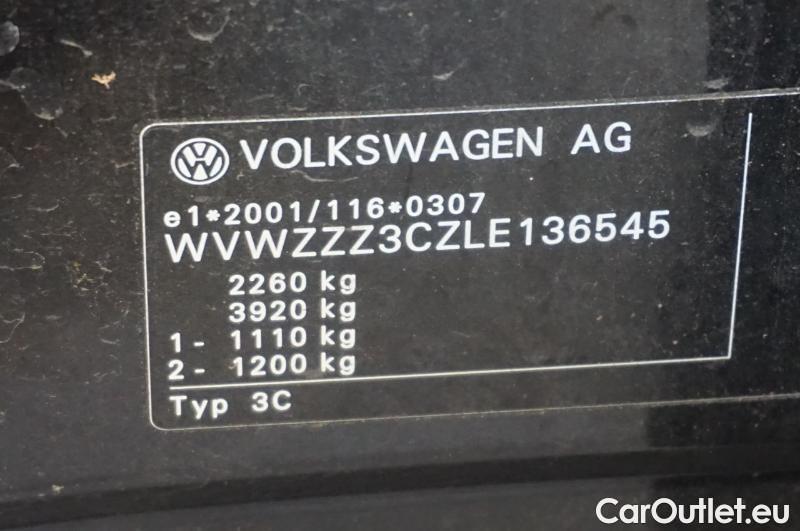 VOLKSWAGEN AG
e1*2001/116*0307
WVWZZZ3CZLE136545
2260 kg
3920 kg
1 - 1110 kg
2 - 1200 kg
Typ 3C
CarOutlet.eu